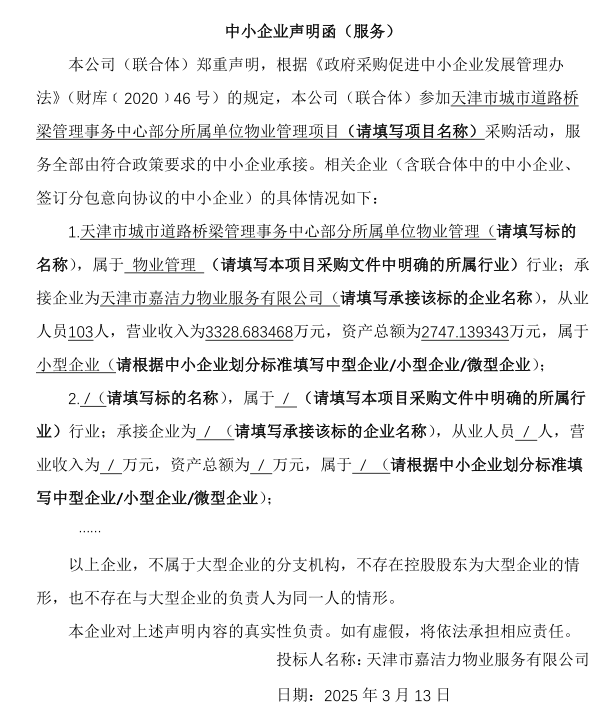 中小企业声明函（服务）
本公司（联合体）郑重声明，根据《政府采购促进中小企业发展管理办
法》（财库﹝2020﹞46 号）的规定，本公司（联合体）参加天津市城市道路桥
梁管理事务中心部分所属单位物业管理项目（请填写项目名称）采购活动，服
务全部由符合政策要求的中小企业承接。相关企业（含联合体中的中小企业、
签订分包意向协议的中小企业）的具体情况如下：
1.天津市城市道路桥梁管理事务中心部分所属单位物业管理（请填写标的
名称），属于 物业管理 （请填写本项目采购文件中明确的所属行业）行业；承
接企业为天津市嘉洁力物业服务有限公司（请填写承接该标的企业名称），从业
人员103人，营业收入为3328.683468万元，资产总额为2747.139343万元，属于
小型企业（请根据中小企业划分标准填写中型企业/小型企业/微型企业）；
2. /（请填写标的名称），属于 / （请填写本项目采购文件中明确的所属行
业）行业；承接企业为 / （请填写承接该标的企业名称），从业人员 / 人，营
业收入为 / 万元，资产总额为 / 万元，属于 / （请根据中小企业划分标准填
写中型企业/小型企业/微型企业）；
……
以上企业，不属于大型企业的分支机构，不存在控股股东为大型企业的情
形，也不存在与大型企业的负责人为同一人的情形。
本企业对上述声明内容的真实性负责。如有虚假，将依法承担相应责任。
投标人名称：天津市嘉洁力物业服务有限公司
日期：2025 年 3 月 13 日